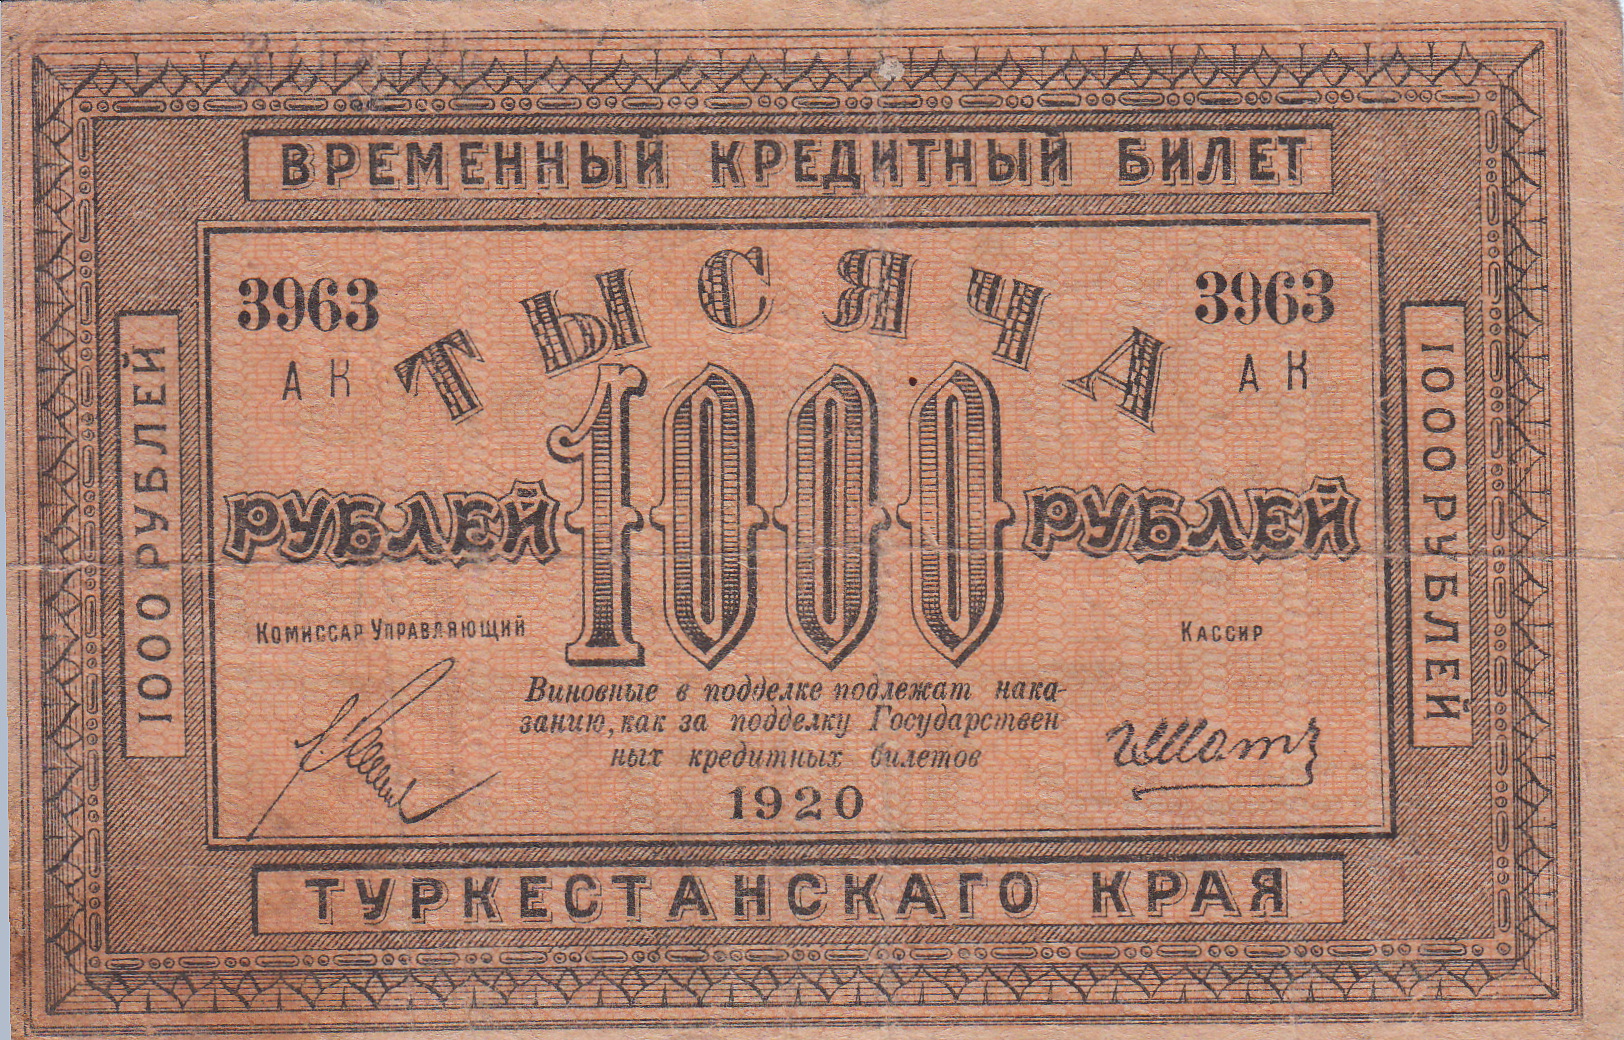 ВРЕМЕННЫЙ КРЕДИТНЫЙ БИЛЕТ
3963
3963
АК
АК
ТЫСЯЧА
1000
РУБЛЕЙ
РУБЛЕЙ
1000 РУБЛЕЙ
1000 РУБЛЕЙ
КОМИССАР УПРАВЛЯЮЩИЙ
КАССИР
Виновные в подделке подлежат нака-
занию, как за подделку Государствен
ных кредитных билетов
1920
ТУРКЕСТАНСКАГО КРАЯ